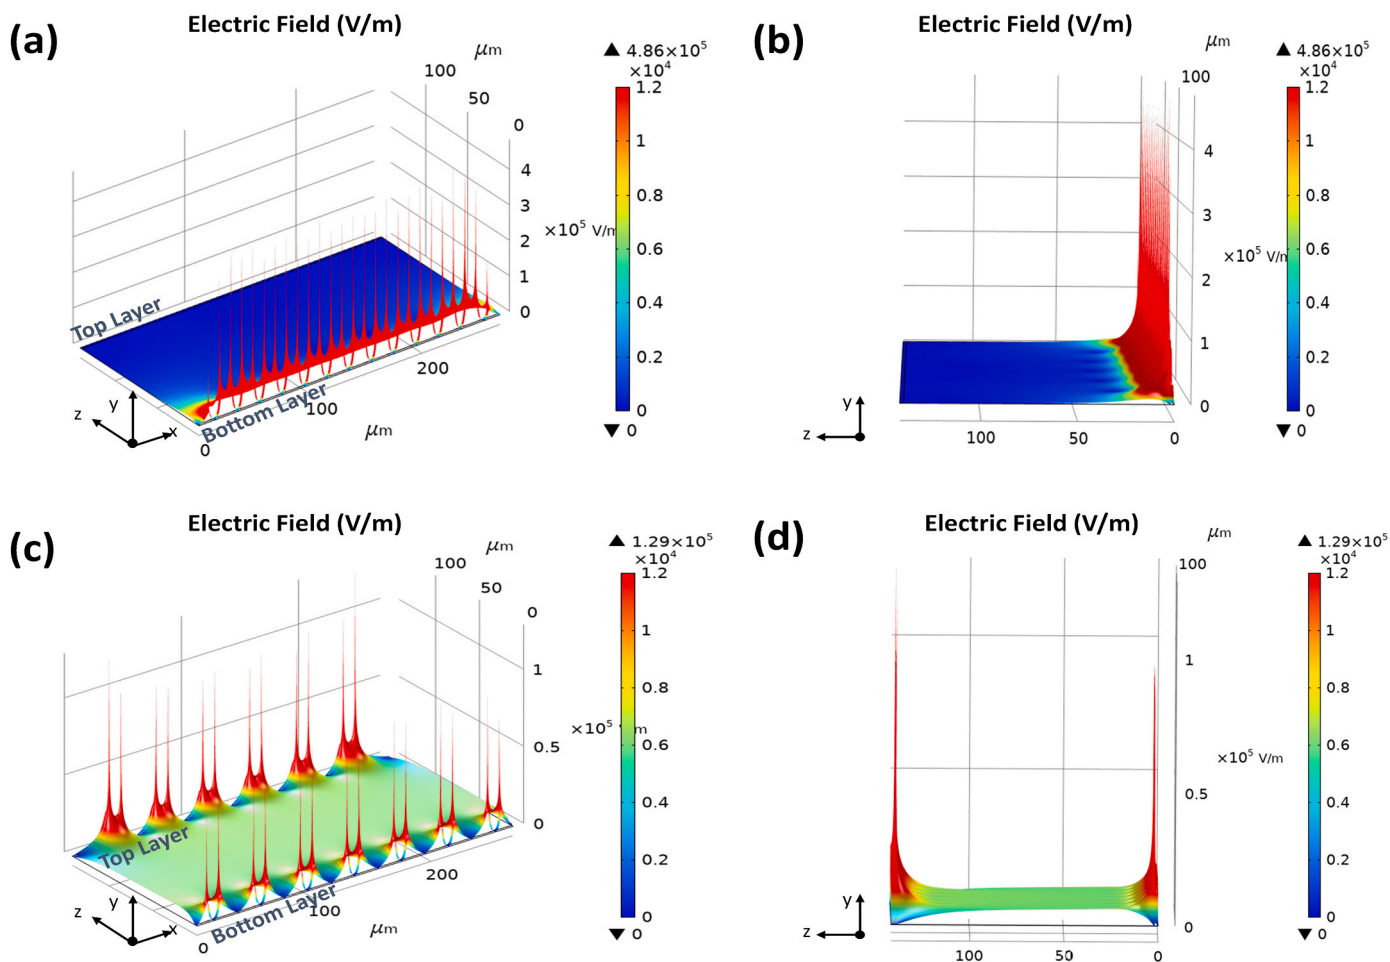 (a)
Electric Field (V/m)
μm
100
50
0
4
3
2
×10⁵ V/m
1
0
200
100
μm
0
Top Layer
Bottom Layer
z
y
x
4.86×10⁵
×10⁴
1.2
1
0.8
0.6
0.4
0.2
0
0
(b)
Electric Field (V/m)
μm
100
4
3
×10⁵ V/m
2
1
0
100
50
0
y
z
4.86×10⁵
×10⁴
1.2
1
0.8
0.6
0.4
0.2
0
0
(c)
Electric Field (V/m)
μm
100
50
0
1
×10⁵ V/m
0.5
0
200
100
μm
0
Top Layer
Bottom Layer
z
y
x
1.29×10⁵
×10⁴
1.2
1
0.8
0.6
0.4
0.2
0
0
(d)
Electric Field (V/m)
μm
100
1
×10⁵ V/m
0.5
0
100
50
0
y
z
1.29×10⁵
×10⁴
1.2
1
0.8
0.6
0.4
0.2
0
0